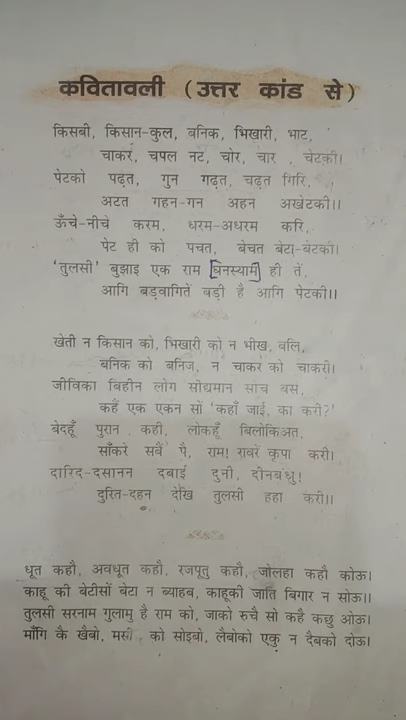 कवितावली (उत्तर कांड से)
किसबी, किसान-कुल, बनिक, भिखारी, भाट,
चाकर, चपल नट, चोर, चार, चेटकी।
पेटको पढ़त, गुन गढ़त, चढ़त गिरि,
अटत गहन-गन अहन अखेटकी।।
ऊँचे-नीचे करम, धरम-अधरम करि,
पेट ही को पचत, बेचत बेटा-बेटकी।
'तुलसी' बुझाइ एक राम घनस्याम ही तें,
आगि बड़वागितें बड़ी है आगि पेटकी।।
खेती न किसान को, भिखारी को न भीख, बलि,
बनिक को बनिज, न चाकर को चाकरी।
जीविका बिहीन लोग सीद्यमान सोच बस,
कहैं एक एकन सों 'कहाँ जाई, का करी?'
बेदहूँ पुरान कही, लोकहूँ बिलोकिअत,
साँकरे सबैं पै, राम! रावरें कृपा करी।
दारिद-दसानन दबाई दुनी, दीनबंधु!
दुरित-दहन देखि तुलसी हहा करी।।
धूत कहौ, अवधूत कहौ, रजपूतु कहौ, जोलहा कहौ कोऊ।
काहू की बेटीसों बेटा न ब्याहब, काहूकी जाति बिगार न सोऊ।।
तुलसी सरनाम गुलामु है राम को, जाको रुचै सो कहै कछु ओऊ।
माँगि कै खैबो, को सोइबो, लैबोको एकु न दैबको दोऊ।।